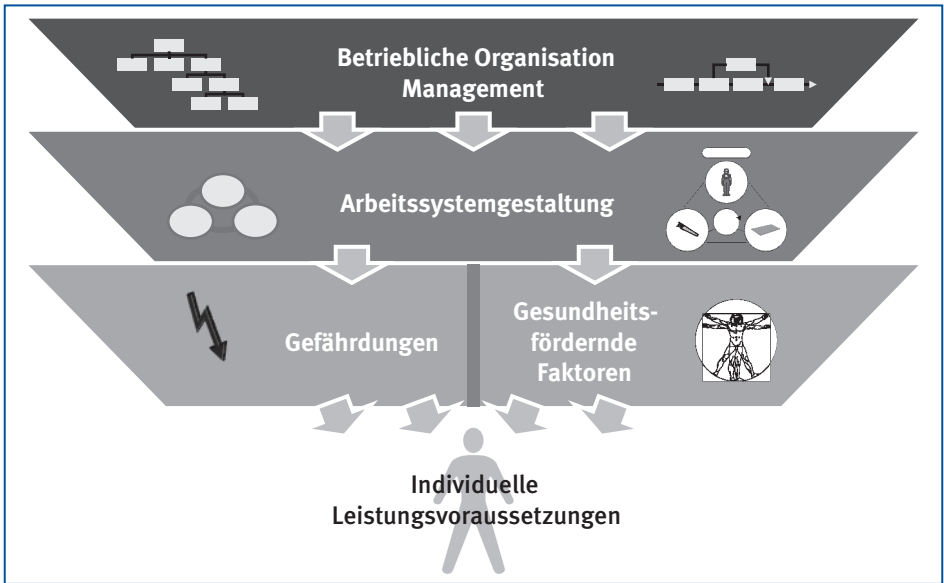 Betriebliche Organisation
Management
Arbeitssystemgestaltung
Gefährdungen
Gesundheits-
fördernde
Faktoren
Individuelle
Leistungsvoraussetzungen